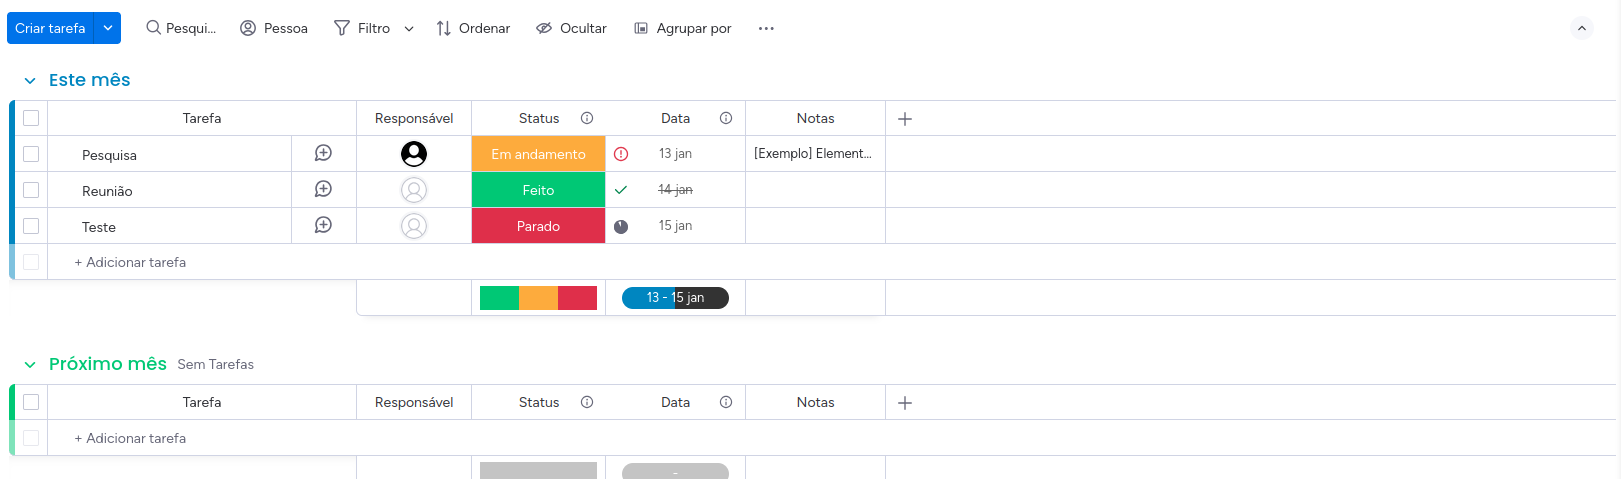 Criar tarefa Pesqui... Pessoa Filtro Ordenar Ocultar Agrupar por ...
Este mês
Tarefa Responsável Status Data Notas
Pesquisa Em andamento 13 jan [Exemplo] Element...
Reunião Feito 14 jan
Teste Parado 15 jan
+ Adicionar tarefa
13 - 15 jan
Próximo mês Sem Tarefas
Tarefa Responsável Status Data Notas
+ Adicionar tarefa
-